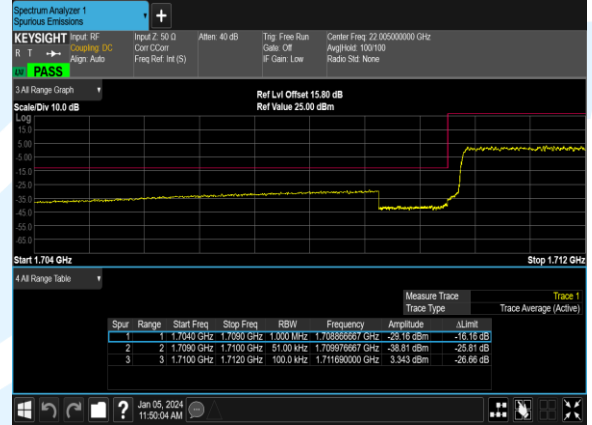 Spectrum Analyzer 1
Spurious Emissions
KEYSIGHT Input: RF Input Z: 50 Ω Atten: 40 dB Trig: Free Run Center Freq: 22.005000000 GHz
R T Coupling: DC Corr CCorr Gate: Off Avg|Hold: 100/100
Align: Auto Freq Ref: Int (S) IF Gain: Low Radio Std: None
PASS
3 All Range Graph
Ref Lvl Offset 15.80 dB
Scale/Div 10.0 dB Ref Value 25.00 dBm
Log
15.0
5.00
-5.00
-15.0
-25.0
-35.0
-45.0
-55.0
-65.0
Start 1.704 GHz Stop 1.712 GHz
4 All Range Table
Measure Trace Trace 1
Trace Type Trace Average (Active)
Spur Range Start Freq Stop Freq RBW Frequency Amplitude ΔLimit
1 1 1.7040 GHz 1.7090 GHz 1.000 MHz 1.708866667 GHz -29.16 dBm -16.16 dB
2 2 1.7090 GHz 1.7100 GHz 51.00 kHz 1.709976667 GHz -38.81 dBm -25.81 dB
3 3 1.7100 GHz 1.7120 GHz 100.0 kHz 1.711690000 GHz 3.343 dBm -26.66 dB
? Jan 05, 2024
11:50:04 AM